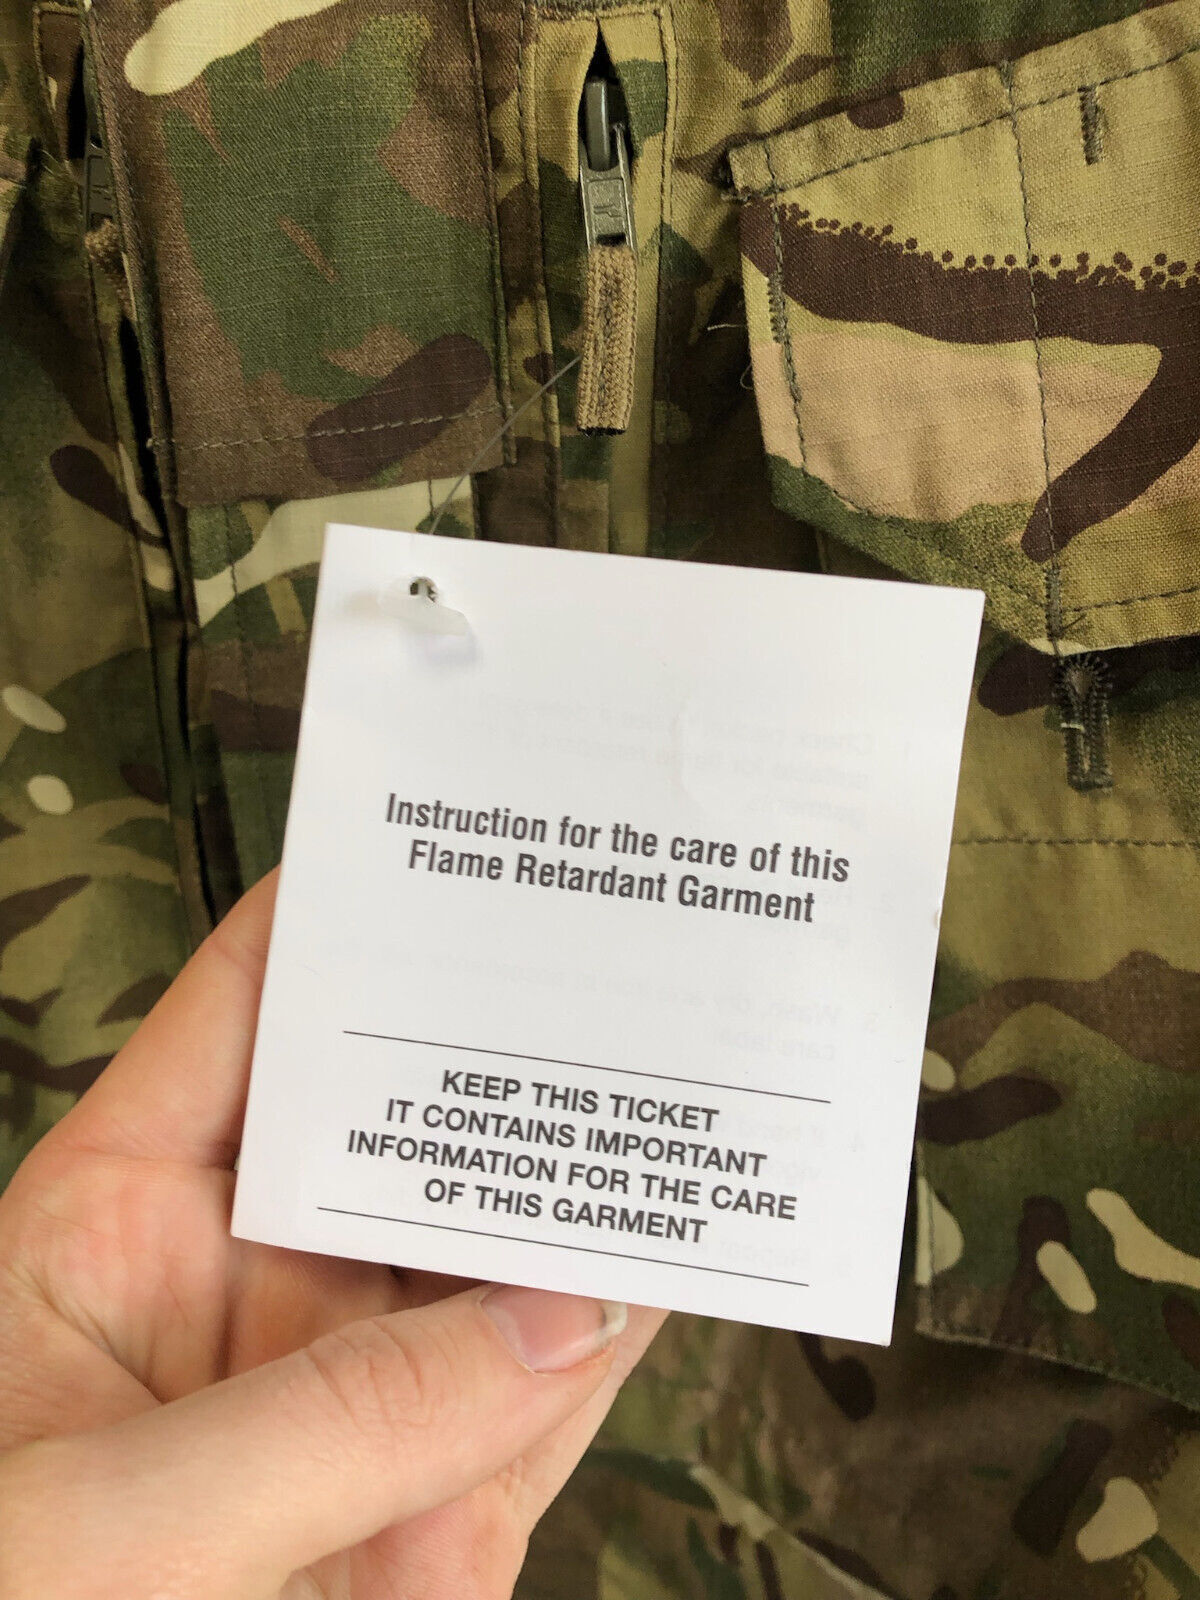 Instruction for the care of this
Flame Retardant Garment
KEEP THIS TICKET
IT CONTAINS IMPORTANT
INFORMATION FOR THE CARE
OF THIS GARMENT